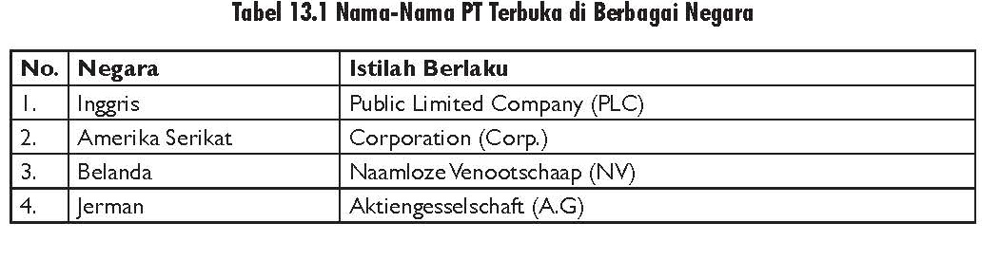 Tabel 13.1 Nama-Nama PT Terbuka di Berbagai Negara
No. Negara Istilah Berlaku
1. Inggris Public Limited Company (PLC)
2. Amerika Serikat Corporation (Corp.)
3. Belanda Naamloze Venootschaap (NV)
4. Jerman Aktiengesselschaft (A.G)